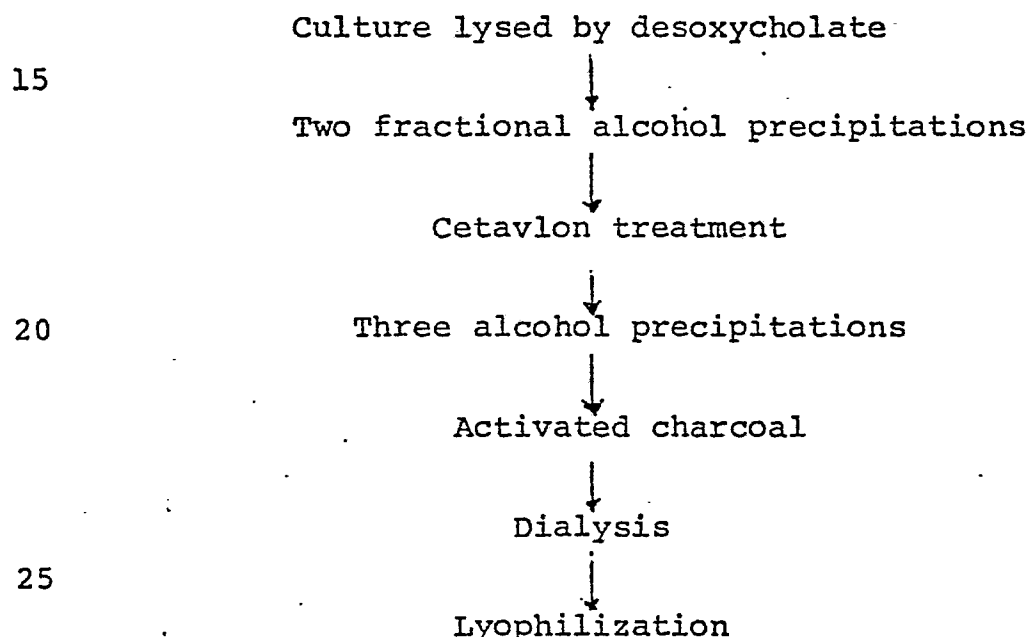 Culture lysed by desoxycholate
15
Two fractional alcohol precipitations
Cetavlon treatment
20 Three alcohol precipitations
Activated charcoal
Dialysis
25
Lyophilization